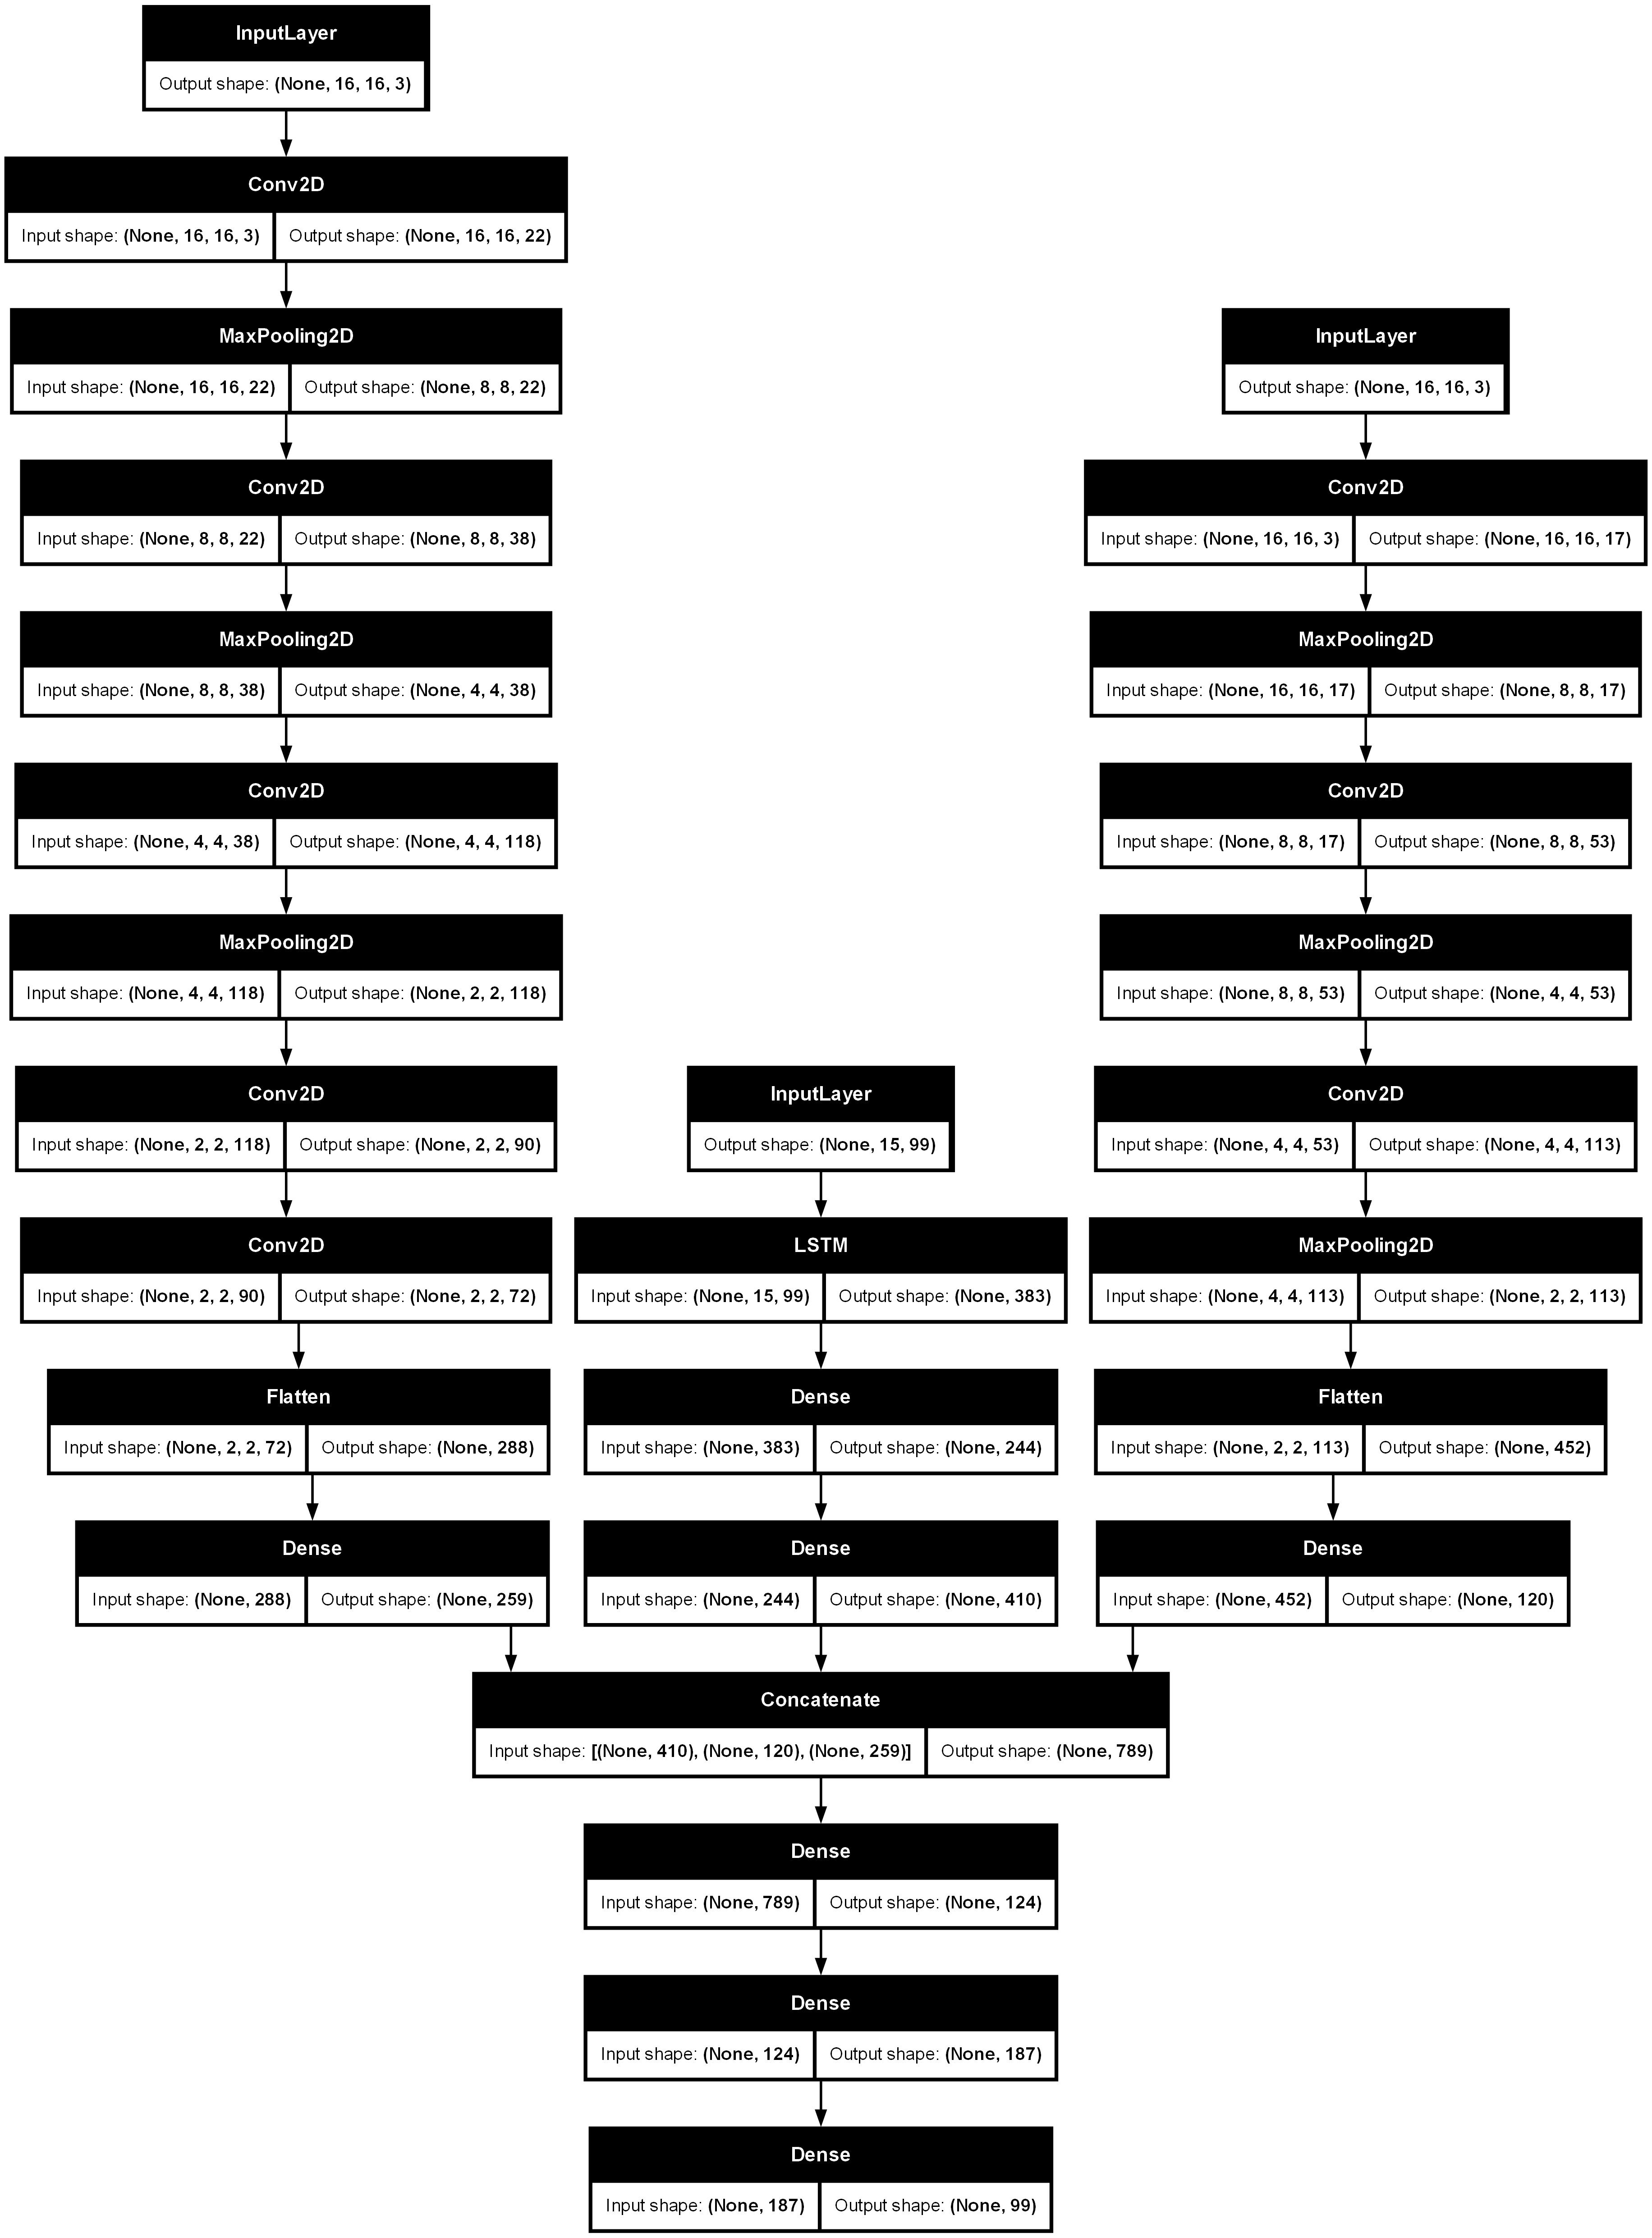 InputLayer
Output shape: (None, 16, 16, 3)
Conv2D
Input shape: (None, 16, 16, 3) Output shape: (None, 16, 16, 22)
MaxPooling2D
Input shape: (None, 16, 16, 22) Output shape: (None, 8, 8, 22)
Conv2D
Input shape: (None, 8, 8, 22) Output shape: (None, 8, 8, 38)
MaxPooling2D
Input shape: (None, 8, 8, 38) Output shape: (None, 4, 4, 38)
Conv2D
Input shape: (None, 4, 4, 38) Output shape: (None, 4, 4, 118)
MaxPooling2D
Input shape: (None, 4, 4, 118) Output shape: (None, 2, 2, 118)
Conv2D
Input shape: (None, 2, 2, 118) Output shape: (None, 2, 2, 90)
Conv2D
Input shape: (None, 2, 2, 90) Output shape: (None, 2, 2, 72)
Flatten
Input shape: (None, 2, 2, 72) Output shape: (None, 288)
Dense
Input shape: (None, 288) Output shape: (None, 259)
InputLayer
Output shape: (None, 15, 99)
LSTM
Input shape: (None, 15, 99) Output shape: (None, 383)
Dense
Input shape: (None, 383) Output shape: (None, 244)
Dense
Input shape: (None, 244) Output shape: (None, 410)
InputLayer
Output shape: (None, 16, 16, 3)
Conv2D
Input shape: (None, 16, 16, 3) Output shape: (None, 16, 16, 17)
MaxPooling2D
Input shape: (None, 16, 16, 17) Output shape: (None, 8, 8, 17)
Conv2D
Input shape: (None, 8, 8, 17) Output shape: (None, 8, 8, 53)
MaxPooling2D
Input shape: (None, 8, 8, 53) Output shape: (None, 4, 4, 53)
Conv2D
Input shape: (None, 4, 4, 53) Output shape: (None, 4, 4, 113)
MaxPooling2D
Input shape: (None, 4, 4, 113) Output shape: (None, 2, 2, 113)
Flatten
Input shape: (None, 2, 2, 113) Output shape: (None, 452)
Dense
Input shape: (None, 452) Output shape: (None, 120)
Concatenate
Input shape: [(None, 410), (None, 120), (None, 259)] Output shape: (None, 789)
Dense
Input shape: (None, 789) Output shape: (None, 124)
Dense
Input shape: (None, 124) Output shape: (None, 187)
Dense
Input shape: (None, 187) Output shape: (None, 99)